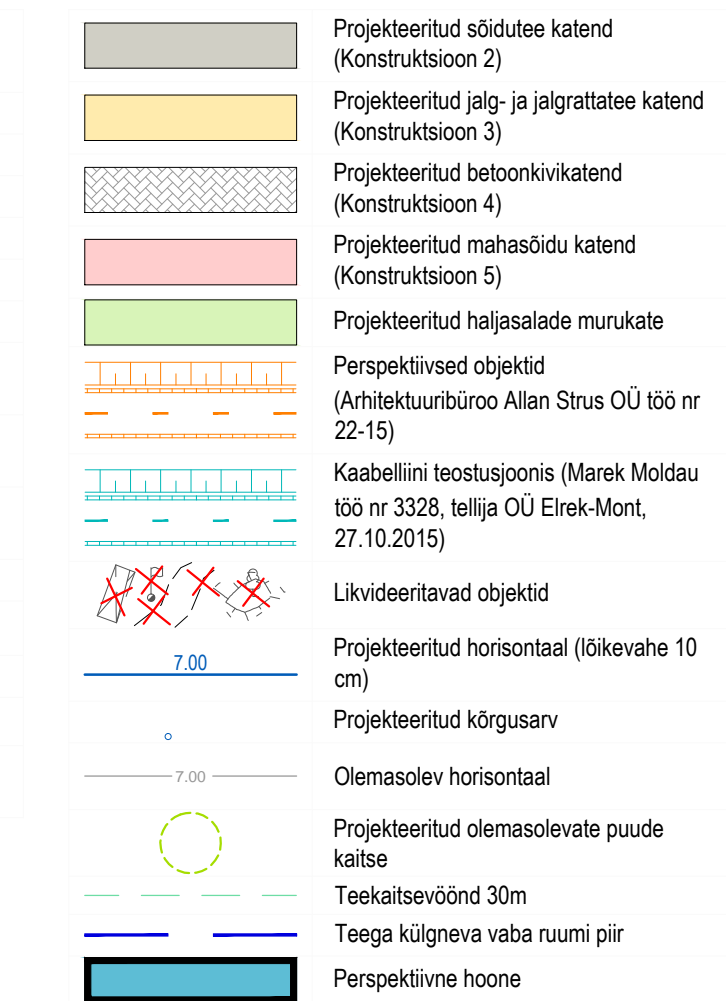 Projekteeritud sõidutee katend
(Konstruktsioon 2)
Projekteeritud jalg- ja jalgrattatee katend
(Konstruktsioon 3)
Projekteeritud betoonkivikatend
(Konstruktsioon 4)
Projekteeritud mahasõidu katend
(Konstruktsioon 5)
Projekteeritud haljasalade murukate
Perspektiivsed objektid
(Arhitektuuribüroo Allan Strus OÜ töö nr
22-15)
Kaabelliini teostusjoonis (Marek Moldau
töö nr 3328, tellija OÜ Elrek-Mont,
27.10.2015)
Likvideeritavad objektid
7.00
Projekteeritud horisontaal (lõikevahe 10
cm)
Projekteeritud kõrgusarv
7.00
Olemasolev horisontaal
Projekteeritud olemasolevate puude
kaitse
Teekaitsevöönd 30m
Teega külgneva vaba ruumi piir
Perspektiivne hoone